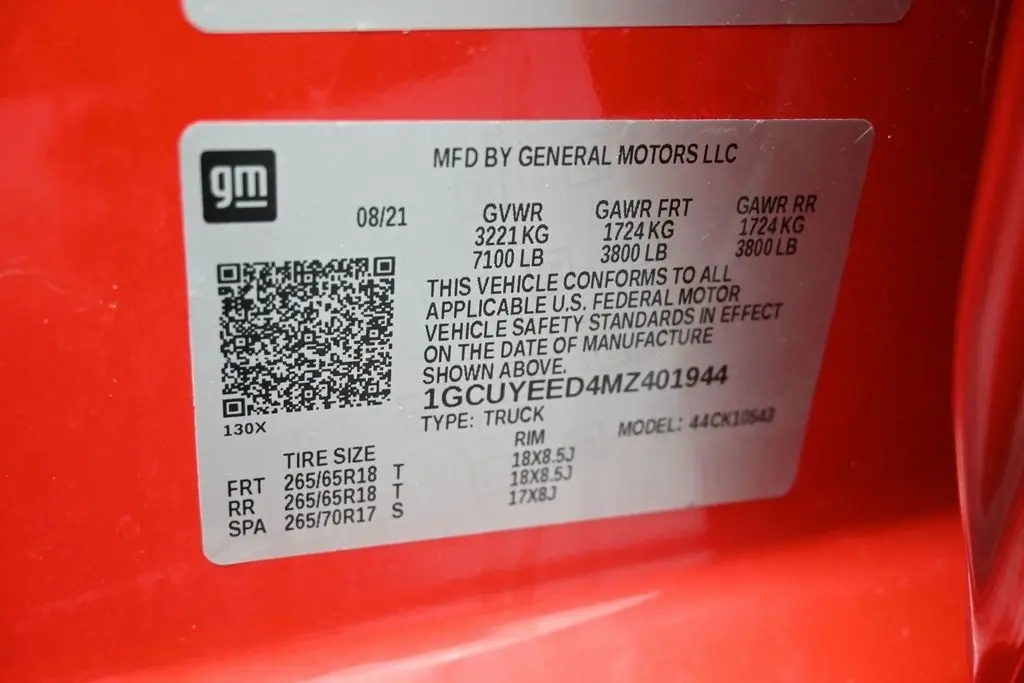 gm
MFD BY GENERAL MOTORS LLC
08/21
GVWR GAWR FRT GAWR RR
3221 KG 1724 KG 1724 KG
7100 LB 3800 LB 3800 LB
THIS VEHICLE CONFORMS TO ALL
APPLICABLE U.S. FEDERAL MOTOR
VEHICLE SAFETY STANDARDS IN EFFECT
ON THE DATE OF MANUFACTURE
SHOWN ABOVE.
1GCUYEED4MZ401944
TYPE: TRUCK MODEL: 44CK10543
130X
TIRE SIZE RIM
FRT 265/65R18 T 18X8.5J
RR 265/65R18 T 18X8.5J
SPA 265/70R17 S 17X8J